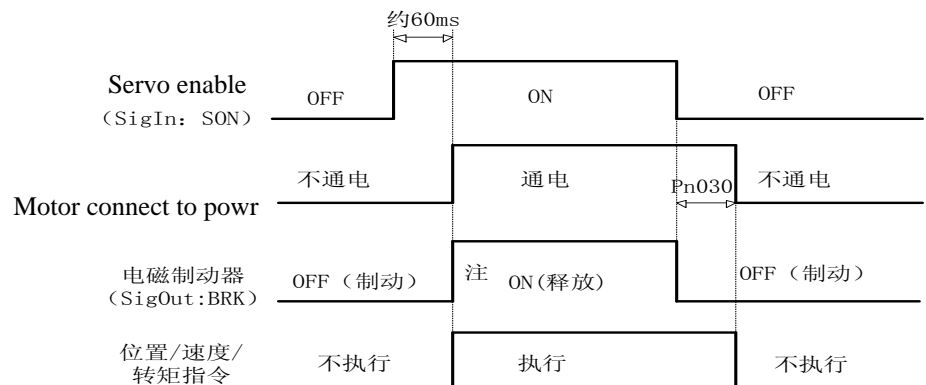 约60ms
Servo enable
OFF
ON
OFF
（SigIn：SON）
不通电
通电
Pn030
不通电
Motor connect to powr
电磁制动器
OFF（制动）
注
ON(释放)
OFF（制动）
（SigOut:BRK）
位置/速度/
不执行
执行
不执行
转矩指令